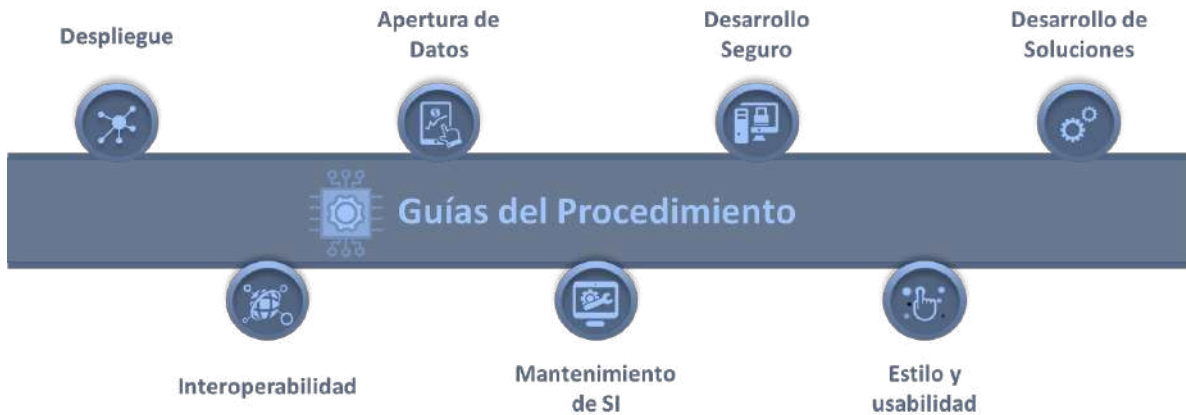 Despliegue
Apertura de
Datos
Desarrollo
Seguro
Desarrollo de
Soluciones
Guías del Procedimiento
Interoperabilidad
Mantenimiento
de SI
Estilo y
usabilidad